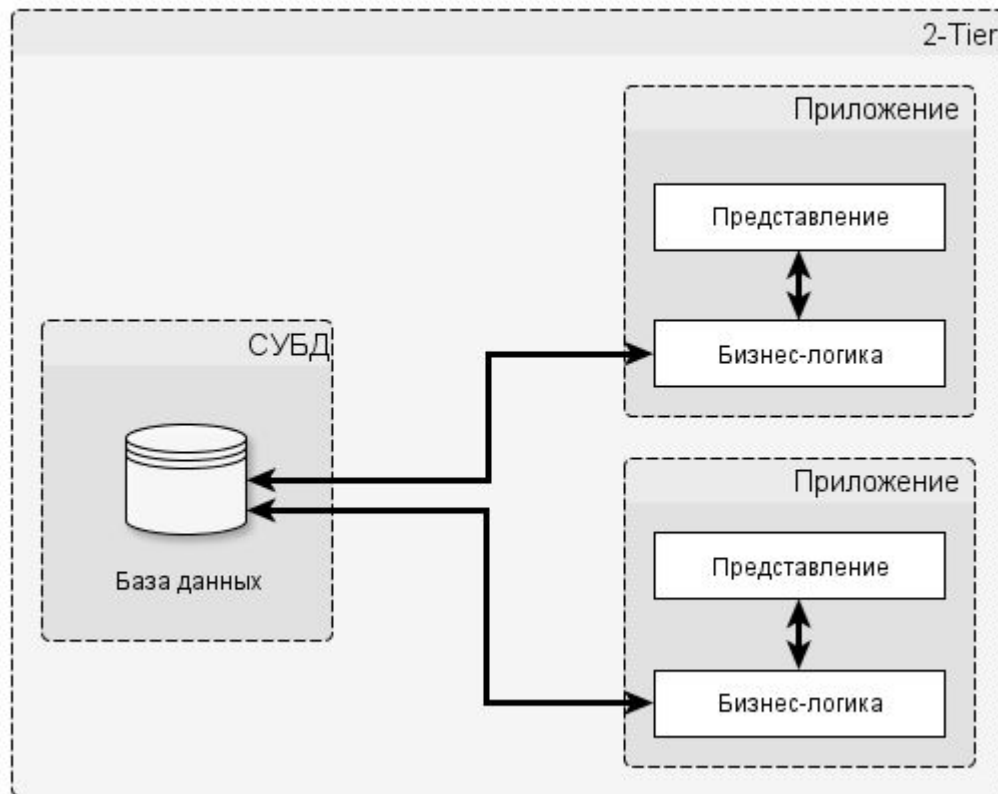 2-Tier
Приложение
Представление
Бизнес-логика
СУБД
База данных
Приложение
Представление
Бизнес-логика